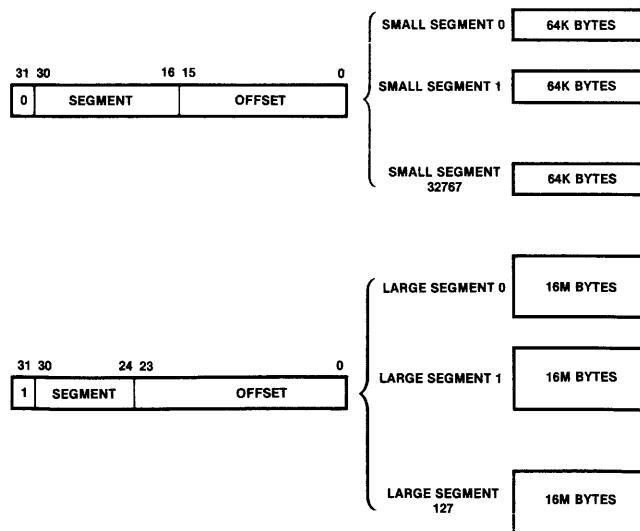 SMALL SEGMENT 0
64K BYTES
31 30 16 15 0
0 SEGMENT OFFSET
SMALL SEGMENT 1
64K BYTES
SMALL SEGMENT
32767
64K BYTES
LARGE SEGMENT 0
16M BYTES
31 30 24 23 0
1 SEGMENT OFFSET
LARGE SEGMENT 1
16M BYTES
LARGE SEGMENT
127
16M BYTES